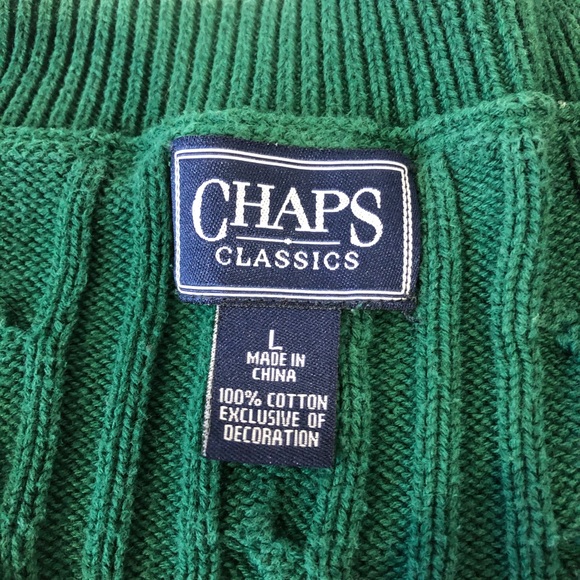 CHAPS
CLASSICS
L
MADE IN
CHINA
100% COTTON
EXCLUSIVE OF
DECORATION